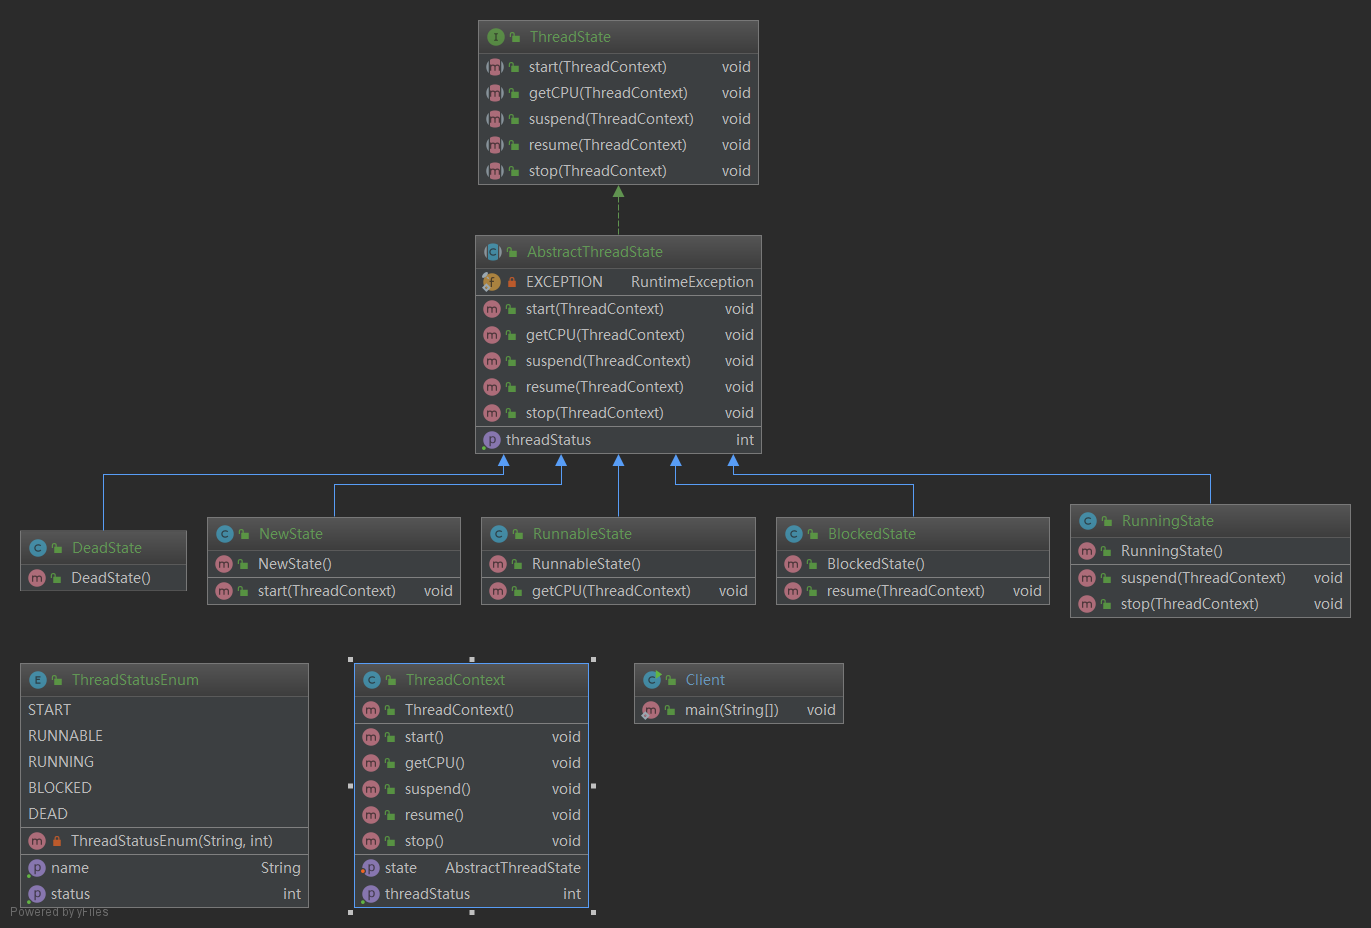 ThreadState
start(ThreadContext) void
getCPU(ThreadContext) void
suspend(ThreadContext) void
resume(ThreadContext) void
stop(ThreadContext) void
AbstractThreadState
EXCEPTION RuntimeException
start(ThreadContext) void
getCPU(ThreadContext) void
suspend(ThreadContext) void
resume(ThreadContext) void
stop(ThreadContext) void
threadStatus int
DeadState
DeadState()
NewState
NewState()
start(ThreadContext) void
RunnableState
RunnableState()
getCPU(ThreadContext) void
BlockedState
BlockedState()
resume(ThreadContext) void
RunningState
RunningState()
suspend(ThreadContext) void
stop(ThreadContext) void
ThreadStatusEnum
START
RUNNABLE
RUNNING
BLOCKED
DEAD
ThreadStatusEnum(String, int)
name String
status int
ThreadContext
ThreadContext()
start() void
getCPU() void
suspend() void
resume() void
stop() void
state AbstractThreadState
threadStatus int
Client
main(String[]) void
Powered by yFiles